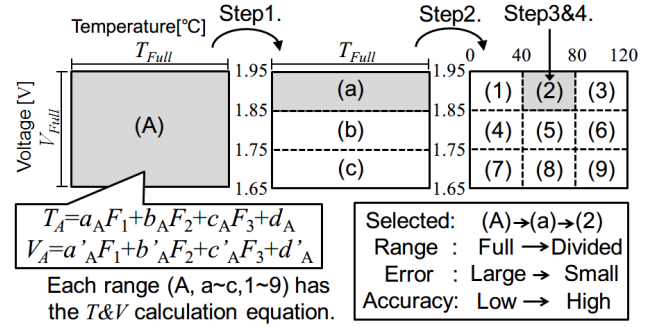 Temperature[℃] Step1. Step2. Step3&4.
T_Full T_Full 0 40 80 120
Voltage [V]
V_Full
1.95 1.95
(A) (a) (1) (2) (3)
1.85 1.85
(b) (4) (5) (6)
1.75 1.75
(c) (7) (8) (9)
1.65 1.65
T_A=a_AF_1+b_AF_2+c_AF_3+d_A
V_A=a'_AF_1+b'_AF_2+c'_AF_3+d'_A
Each range (A, a~c,1~9) has
the T&V calculation equation.
Selected: (A)→(a)→(2)
Range : Full →Divided
Error : Large → Small
Accuracy: Low → High